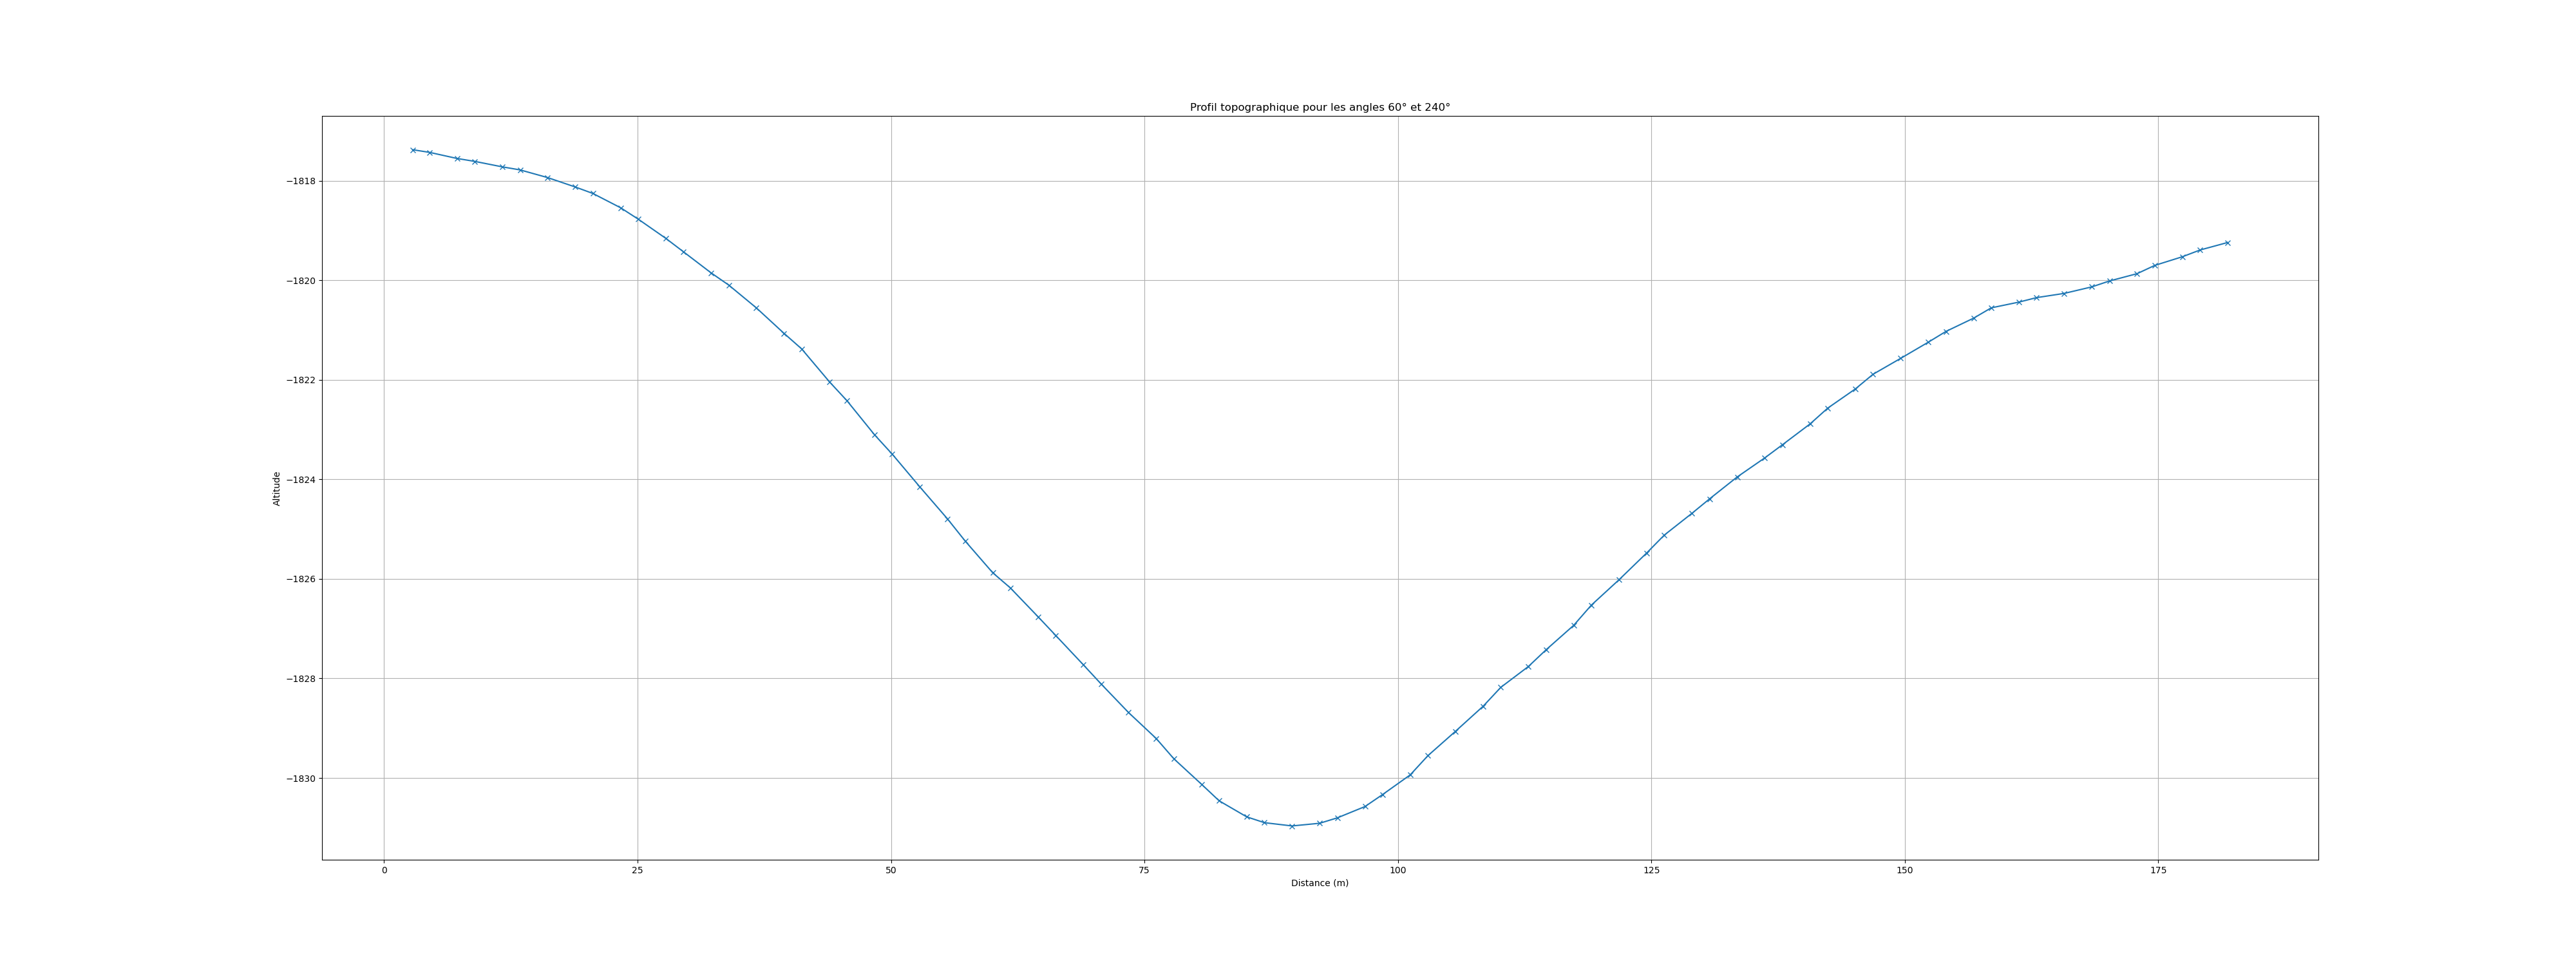 Profil topographique pour les angles 60° et 240°
−1818
−1820
−1822
−1824
−1826
−1828
−1830
Altitude
0 25 50 75 100 125 150 175
Distance (m)